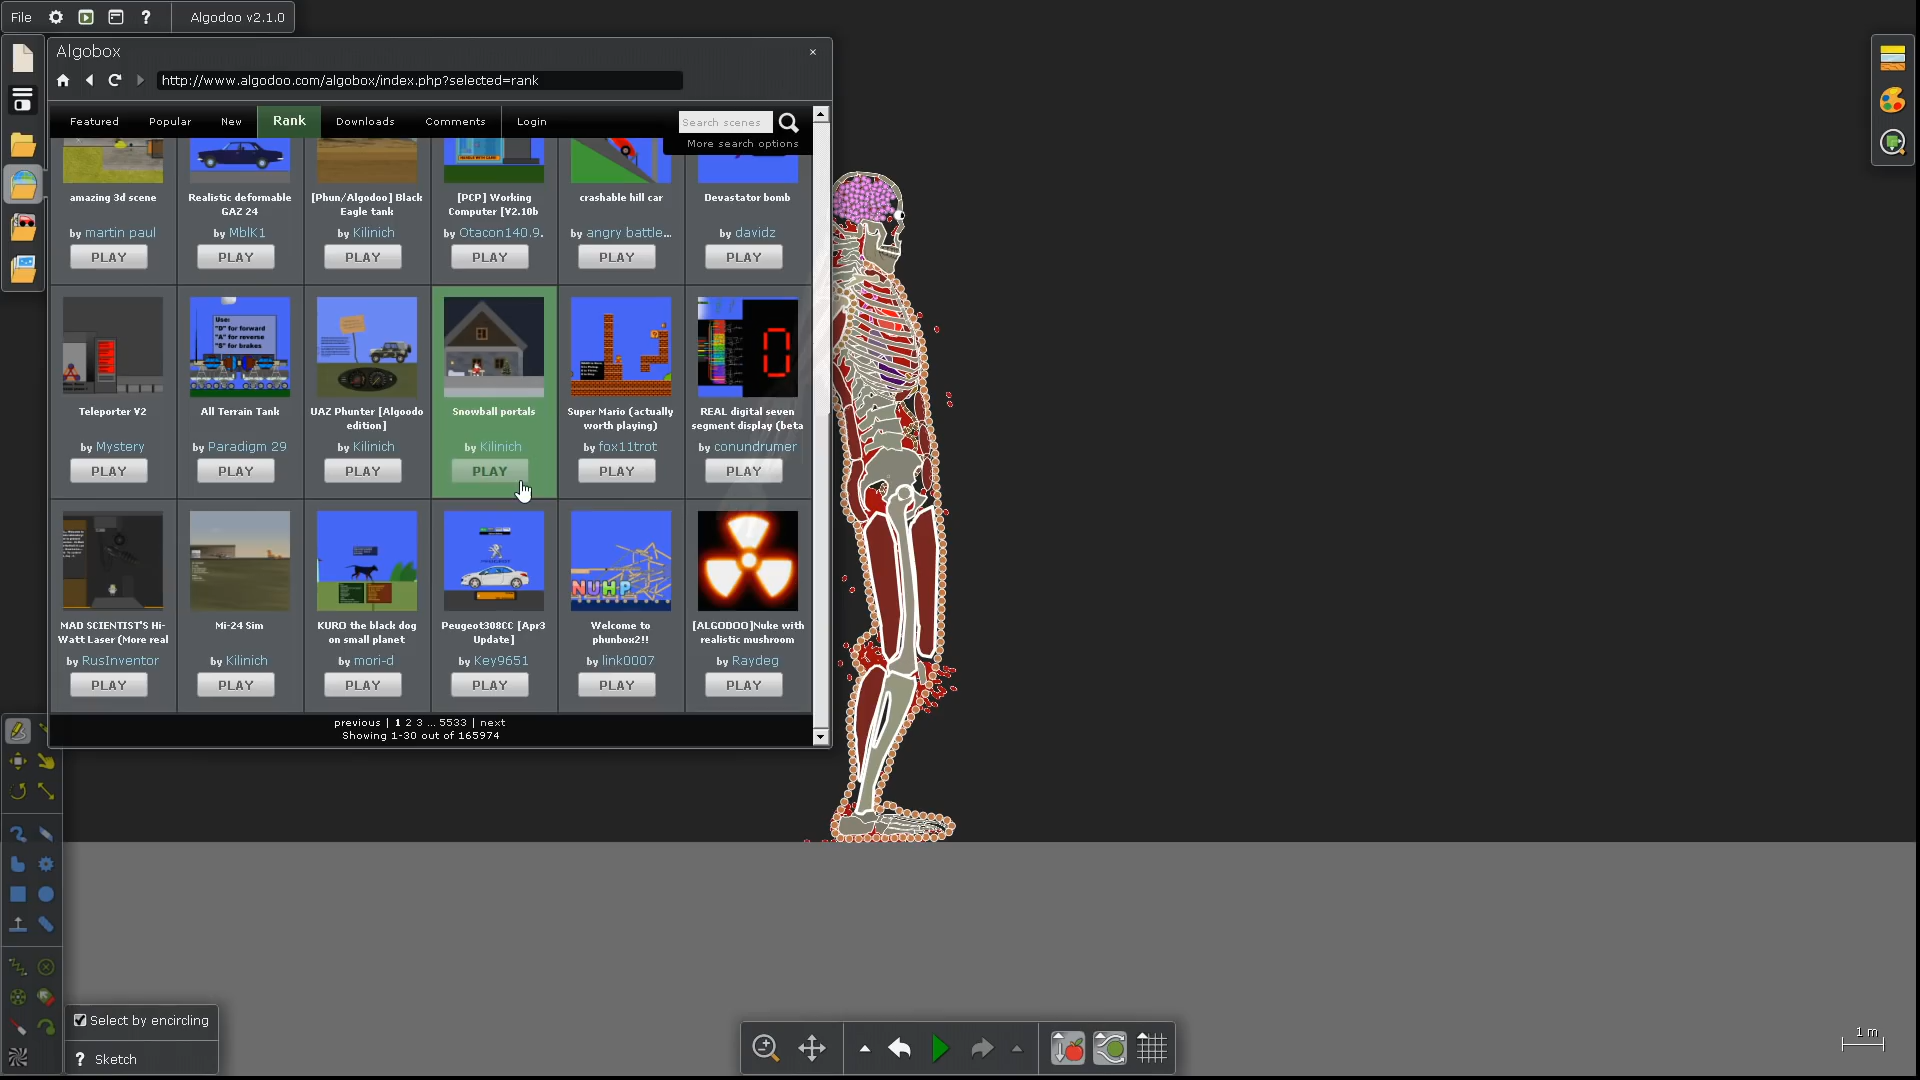 File
? Algodoo v2.1.0
Algobox
http://www.algodoo.com/algobox/index.php?selected=rank
Featured Popular New Rank Downloads Comments Login
Search scenes
More search options
amazing 3d scene
by martin paul
PLAY
Realistic deformable
GAZ 24
by MblK1
PLAY
[Phun/Algodoo] Black
Eagle tank
by Kilinich
PLAY
[PCP] Working
Computer [V2.10b
by Otacon140.9.
PLAY
crashable hill car
by angry battle...
PLAY
Devastator bomb
by davidz
PLAY
Teleporter V2
by Mystery
PLAY
Use:
"D" for forward
"A" for reverse
"S" for brakes
All Terrain Tank
by Paradigm 29
PLAY
UAZ Phunter [Algoodo
edition]
by Kilinich
PLAY
Snowball portals
by Kilinich
PLAY
Super Mario (actually
worth playing)
by fox11trot
PLAY
0
REAL digital seven
segment display (beta
by conundrumer
PLAY
MAD SCIENTIST'S Hi-
Watt Laser (More real
by RusInventor
PLAY
Mi-24 Sim
by Kilinich
PLAY
KURO the black dog
on small planet
by mori-d
PLAY
Peugeot308CC [Apr3
Update]
by Key9651
PLAY
NUHP
Welcome to
phunbox2!!
by link0007
PLAY
[ALGODOO]Nuke with
realistic mushroom
by Raydeg
PLAY
previous | 1 2 3 ... 5533 | next
Showing 1-30 out of 165974
Select by encircling
? Sketch
1 m